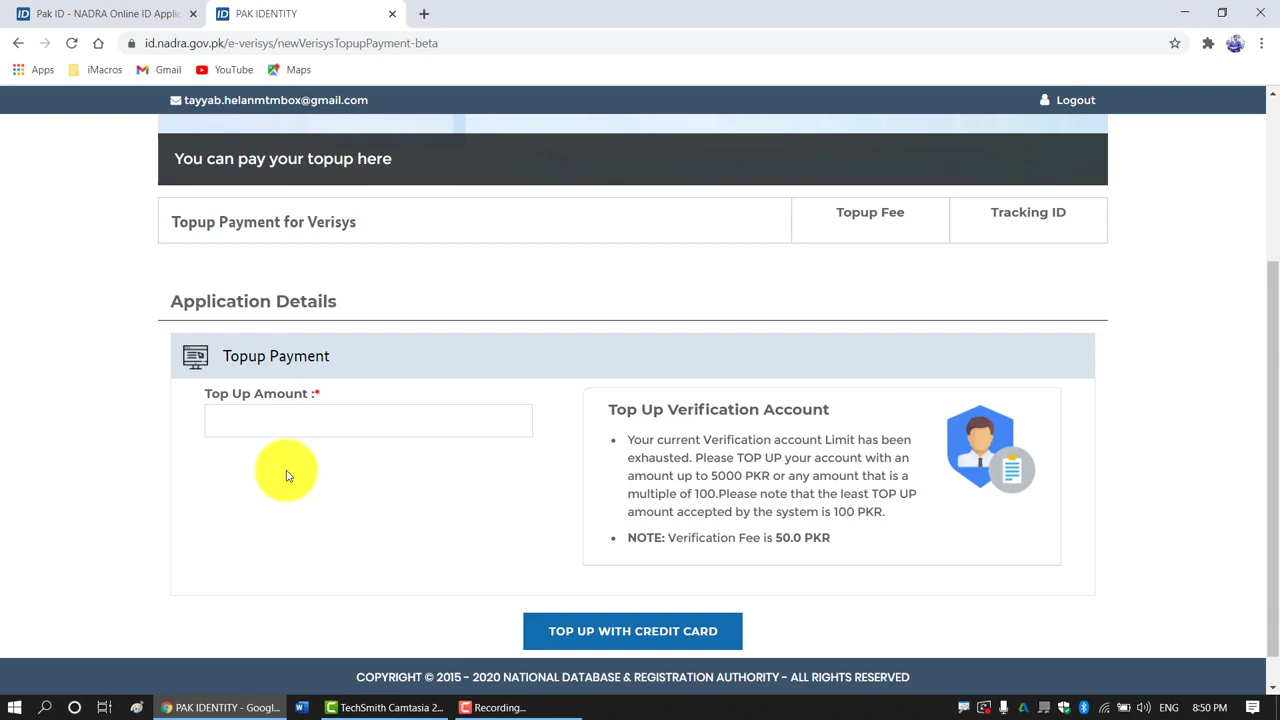 ID Pak ID - NADRA Online ID Applic
ID PAK IDENTITY
id.nadra.gov.pk/e-verisys/newVerisysTopupPayment-beta
Apps iMacros Gmail YouTube Maps
tayyab.helanmtmbox@gmail.com Logout
You can pay your topup here
Topup Payment for Verisys Topup Fee Tracking ID
Application Details
Topup Payment
Top Up Amount :*
Top Up Verification Account
• Your current Verification account Limit has been
exhausted. Please TOP UP your account with an
amount up to 5000 PKR or any amount that is a
multiple of 100.Please note that the least TOP UP
amount accepted by the system is 100 PKR.
• NOTE: Verification Fee is 50.0 PKR
TOP UP WITH CREDIT CARD
COPYRIGHT © 2015 - 2020 NATIONAL DATABASE & REGISTRATION AUTHORITY - ALL RIGHTS RESERVED
PAK IDENTITY - Googl... TechSmith Camtasia 2... Recording... ENG 8:50 PM